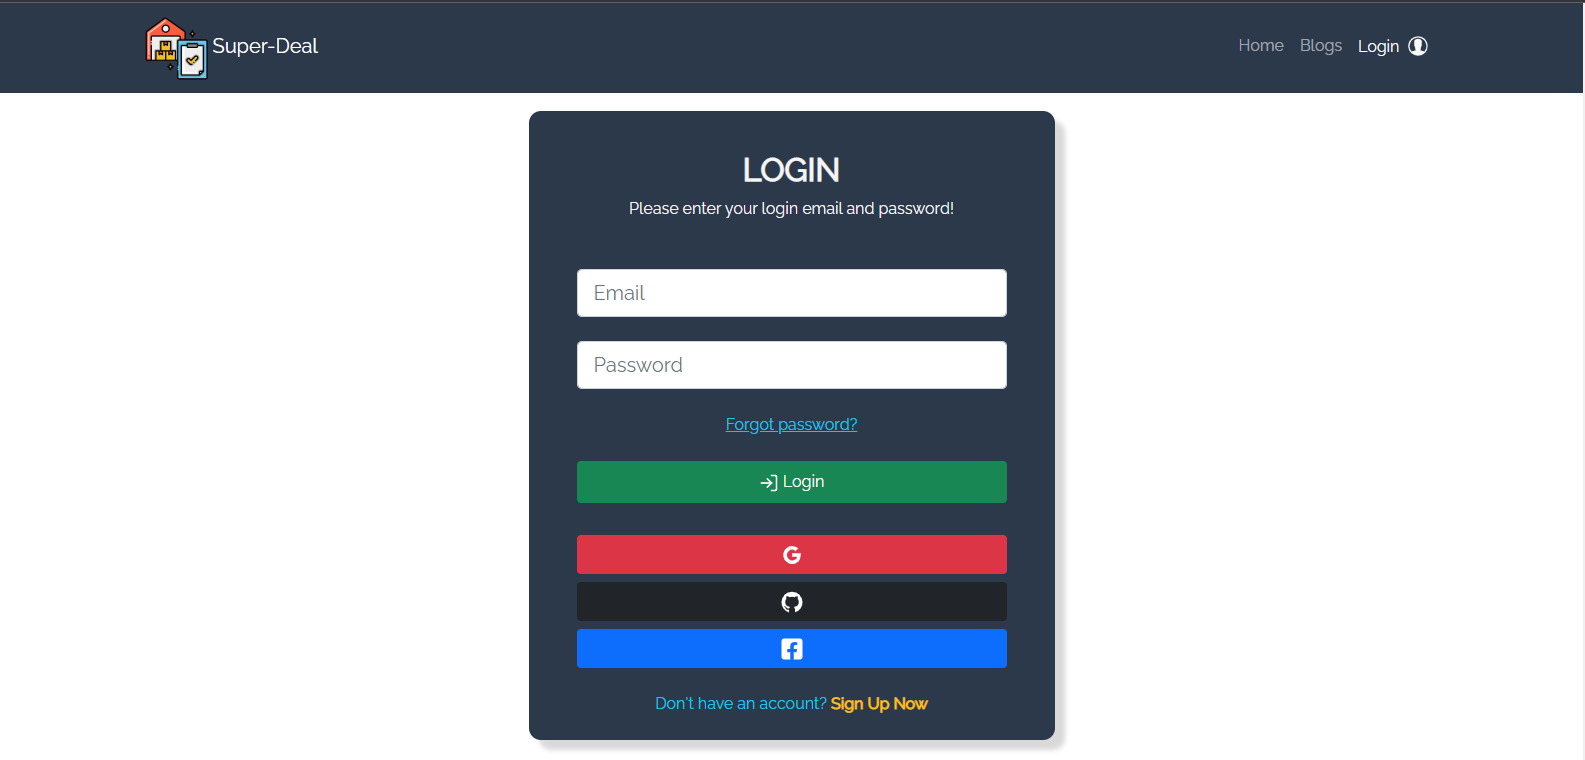 Super-Deal
Home Blogs Login
LOGIN
Please enter your login email and password!
Email
Password
Forgot password?
Login
Don't have an account? Sign Up Now